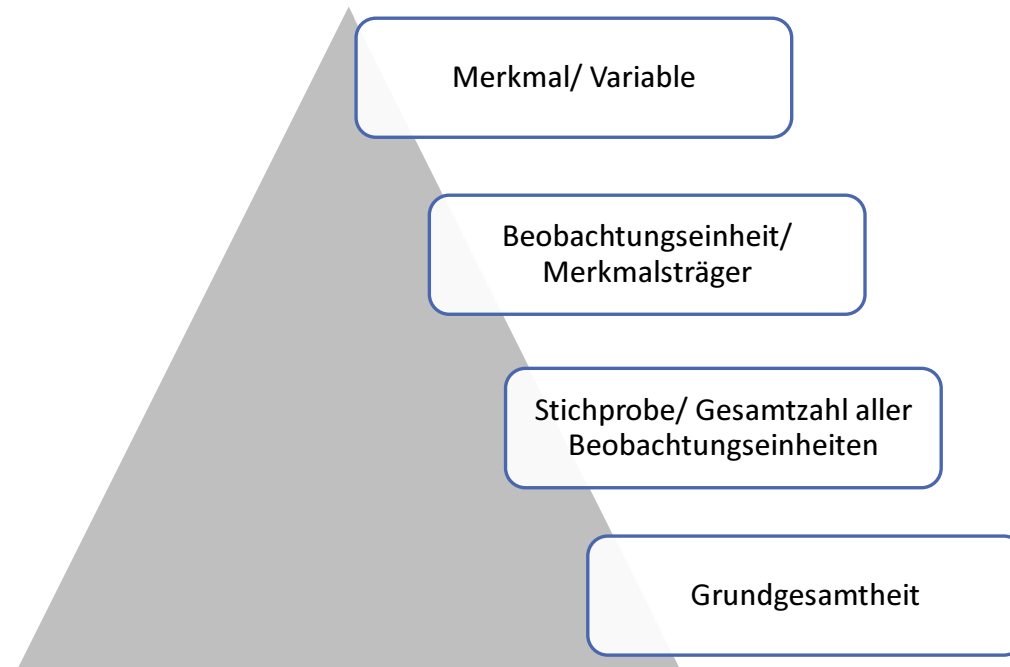 Merkmal/ Variable
Beobachtungseinheit/
Merkmalsträger
Stichprobe/ Gesamtzahl aller
Beobachtungseinheiten
Grundgesamtheit